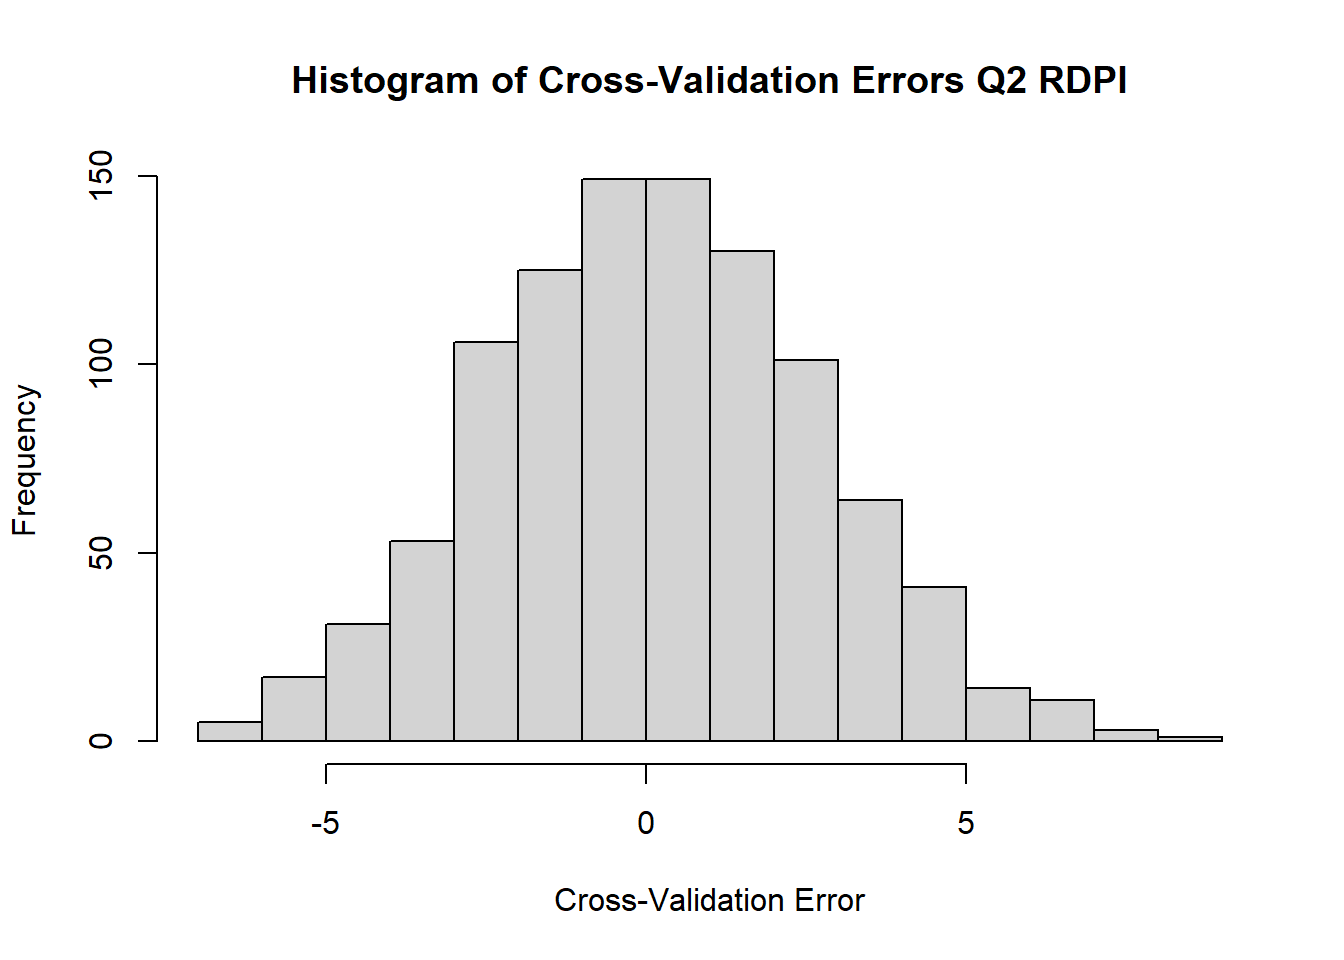 Histogram of Cross-Validation Errors Q2 RDPI
Frequency
150
100
50
0
-5 0 5
Cross-Validation Error